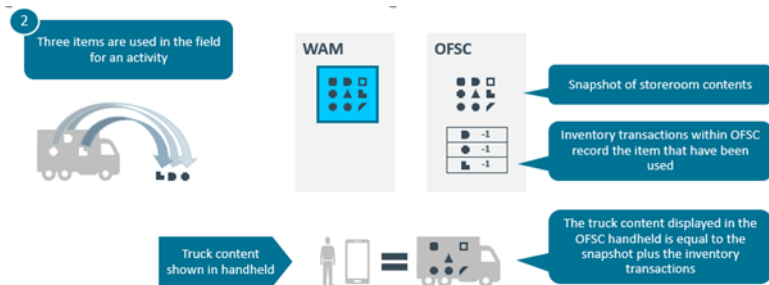 2
Three items are used in the field
for an activity
WAM
OFSC
Snapshot of storeroom contents
-1
-1
-1
Inventory transactions within OFSC
record the item that have been
used
Truck content
shown in handheld
The truck content displayed in the
OFSC handheld is equal to the
snapshot plus the inventory
transactions